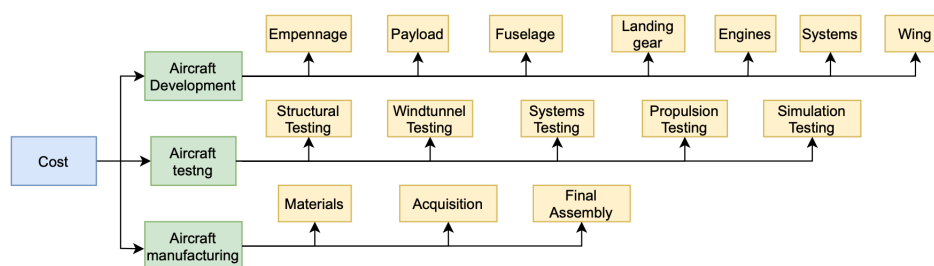 Empennage
Payload
Fuselage
Landing
gear
Engines
Systems
Wing
Aircraft
Development
Structural
Testing
Windtunnel
Testing
Systems
Testing
Propulsion
Testing
Simulation
Testing
Cost
Aircraft
testng
Materials
Acquisition
Final
Assembly
Aircraft
manufacturing